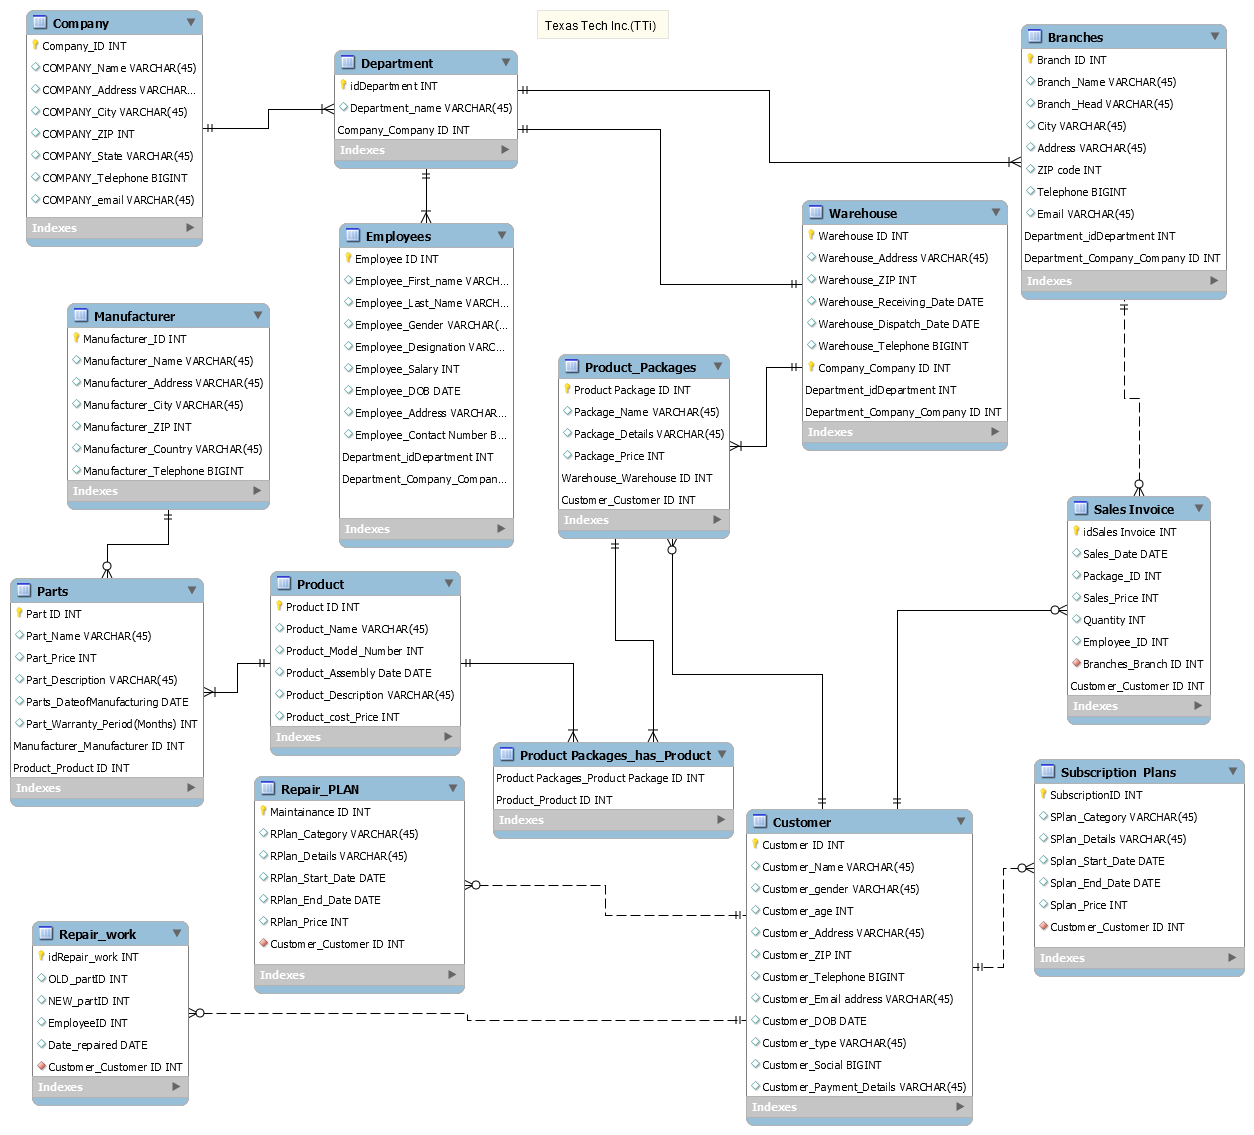 Texas Tech Inc.(TTi)
Company
Company_ID INT
COMPANY_Name VARCHAR(45)
COMPANY_Address VARCHAR...
COMPANY_City VARCHAR(45)
COMPANY_ZIP INT
COMPANY_State VARCHAR(45)
COMPANY_Telephone BIGINT
COMPANY_email VARCHAR(45)
Indexes
Department
idDepartment INT
Department_name VARCHAR(45)
Company_Company ID INT
Indexes
Branches
Branch ID INT
Branch_Name VARCHAR(45)
Branch_Head VARCHAR(45)
City VARCHAR(45)
Address VARCHAR(45)
ZIP code INT
Telephone BIGINT
Email VARCHAR(45)
Department_idDepartment INT
Department_Company_Company ID INT
Indexes
Employees
Employee ID INT
Employee_First_name VARCH...
Employee_Last_Name VARCH...
Employee_Gender VARCHAR(...
Employee_Designation VARC...
Employee_Salary INT
Employee_DOB DATE
Employee_Address VARCHAR...
Employee_Contact Number B...
Department_idDepartment INT
Department_Company_Compan...
Indexes
Warehouse
Warehouse ID INT
Warehouse_Address VARCHAR(45)
Warehouse_ZIP INT
Warehouse_Receiving_Date DATE
Warehouse_Dispatch_Date DATE
Warehouse_Telephone BIGINT
Company_Company ID INT
Department_idDepartment INT
Department_Company_Company ID INT
Indexes
Manufacturer
Manufacturer_ID INT
Manufacturer_Name VARCHAR(45)
Manufacturer_Address VARCHAR(45)
Manufacturer_City VARCHAR(45)
Manufacturer_ZIP INT
Manufacturer_Country VARCHAR(45)
Manufacturer_Telephone BIGINT
Indexes
Product_Packages
Product Package ID INT
Package_Name VARCHAR(45)
Package_Details VARCHAR(45)
Package_Price INT
Warehouse_Warehouse ID INT
Customer_Customer ID INT
Indexes
Sales Invoice
idSales Invoice INT
Sales_Date DATE
Package_ID INT
Sales_Price INT
Quantity INT
Employee_ID INT
Branches_Branch ID INT
Customer_Customer ID INT
Indexes
Parts
Part ID INT
Part_Name VARCHAR(45)
Part_Price INT
Part_Description VARCHAR(45)
Parts_DateofManufacturing DATE
Part_Warranty_Period(Months) INT
Manufacturer_Manufacturer ID INT
Product_Product ID INT
Indexes
Product
Product ID INT
Product_Name VARCHAR(45)
Product_Model_Number INT
Product_Assembly Date DATE
Product_Description VARCHAR(45)
Product_cost_Price INT
Indexes
Product Packages_has_Product
Product Packages_Product Package ID INT
Product_Product ID INT
Indexes
Repair_PLAN
Maintainance ID INT
RPlan_Category VARCHAR(45)
RPlan_Details VARCHAR(45)
RPlan_Start_Date DATE
RPlan_End_Date DATE
RPlan_Price INT
Customer_Customer ID INT
Indexes
Customer
Customer ID INT
Customer_Name VARCHAR(45)
Customer_gender VARCHAR(45)
Customer_age INT
Customer_Address VARCHAR(45)
Customer_ZIP INT
Customer_Telephone BIGINT
Customer_Email address VARCHAR(45)
Customer_DOB DATE
Customer_type VARCHAR(45)
Customer_Social BIGINT
Customer_Payment_Details VARCHAR(45)
Indexes
Subscription Plans
SubscriptionID INT
SPlan_Category VARCHAR(45)
SPlan_Details VARCHAR(45)
Splan_Start_Date DATE
Splan_End_Date DATE
Splan_Price INT
Customer_Customer ID INT
Indexes
Repair_work
idRepair_work INT
OLD_partID INT
NEW_partID INT
EmployeeID INT
Date_repaired DATE
Customer_Customer ID INT
Indexes